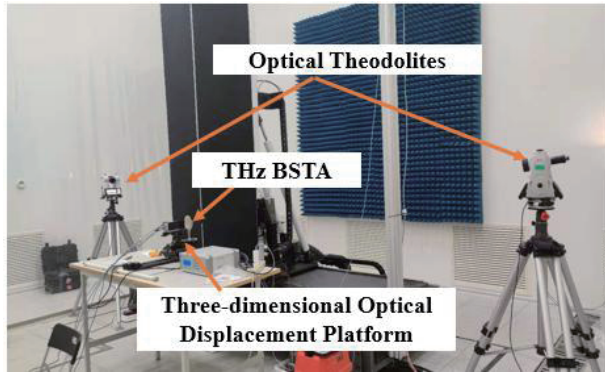 Optical Theodolites
THz BSTA
Three-dimensional Optical
Displacement Platform